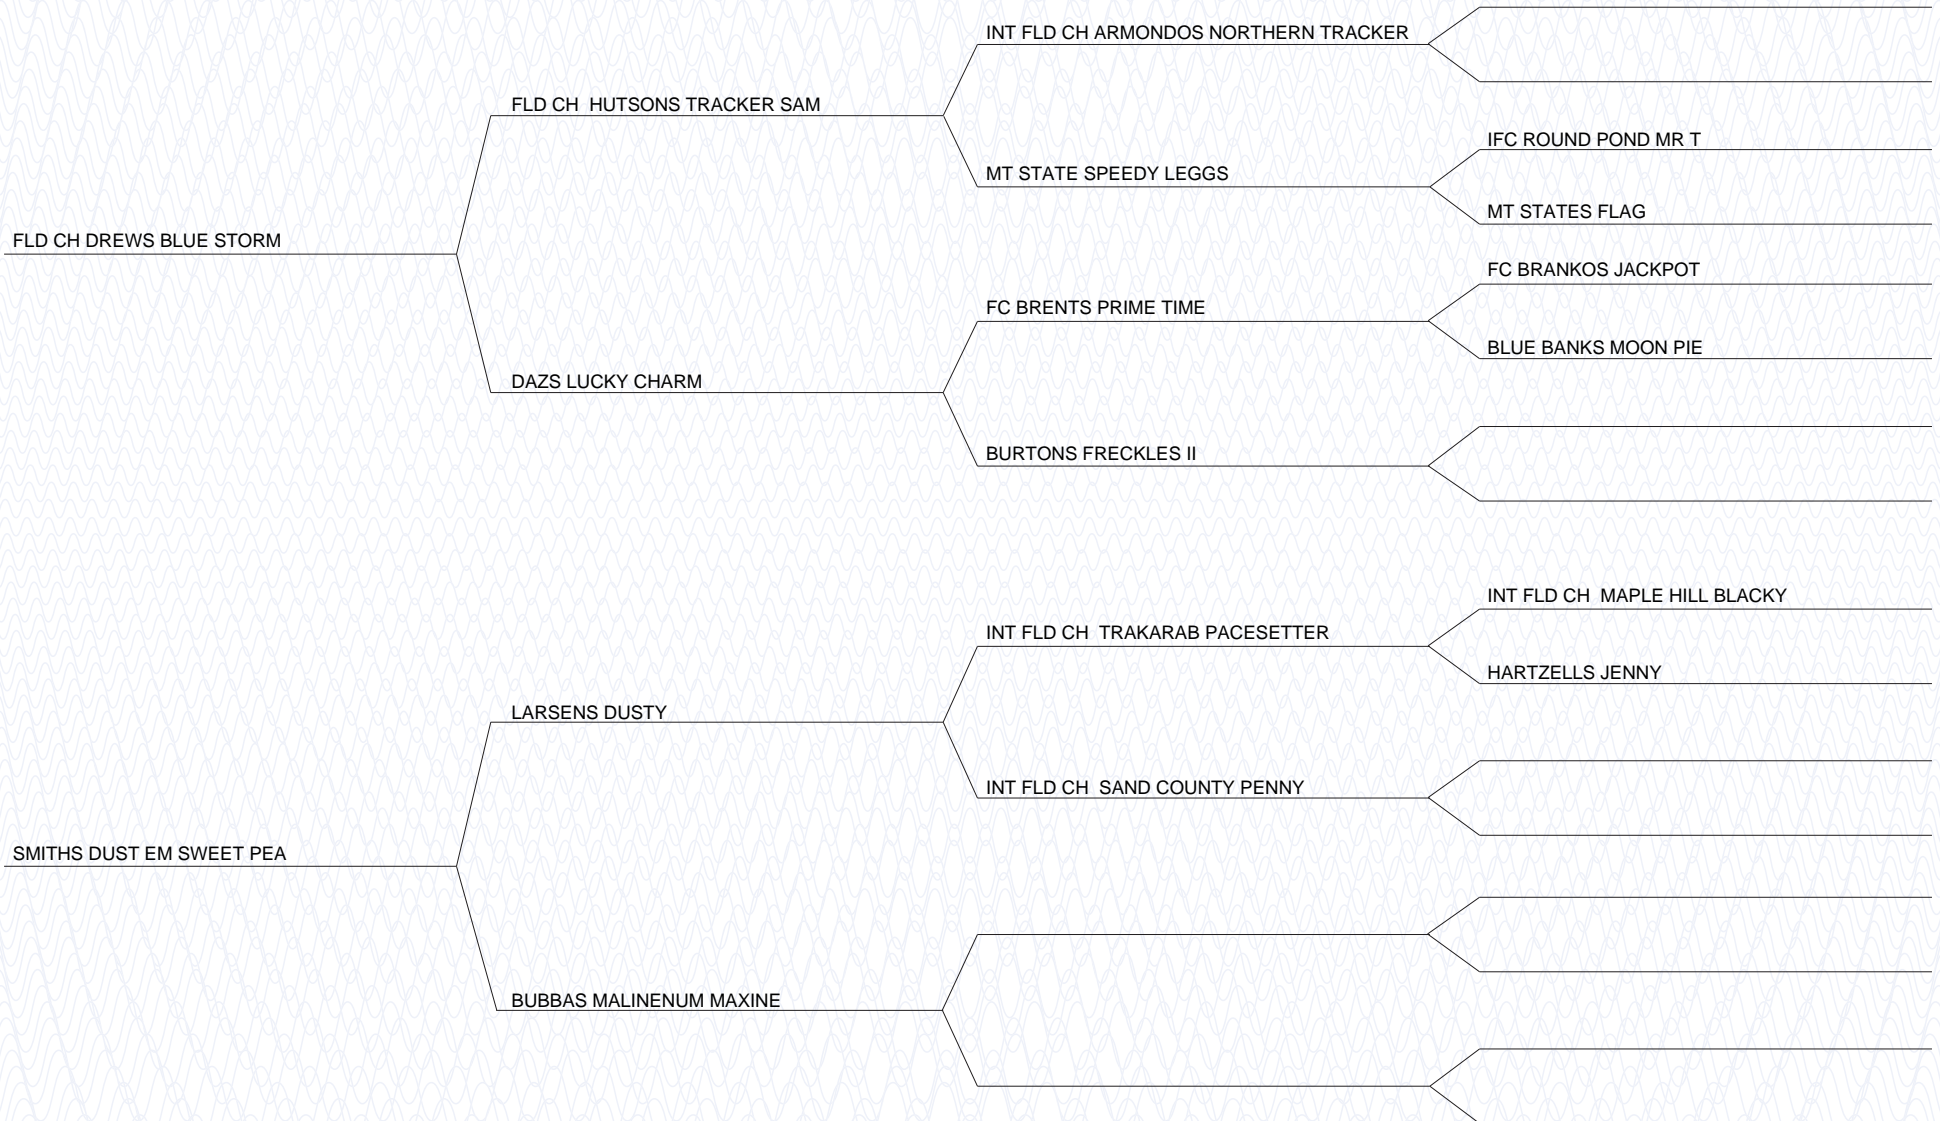 INT FLD CH ARMONDOS NORTHERN TRACKER
FLD CH  HUTSONS TRACKER SAM
IFC ROUND POND MR T
MT STATE SPEEDY LEGGS
MT STATES FLAG
FLD CH DREWS BLUE STORM
FC BRANKOS JACKPOT
FC BRENTS PRIME TIME
BLUE BANKS MOON PIE
DAZS LUCKY CHARM
BURTONS FRECKLES II
INT FLD CH  MAPLE HILL BLACKY
INT FLD CH  TRAKARAB PACESETTER
HARTZELLS JENNY
LARSENS DUSTY
INT FLD CH  SAND COUNTY PENNY
SMITHS DUST EM SWEET PEA
BUBBAS MALINENUM MAXINE